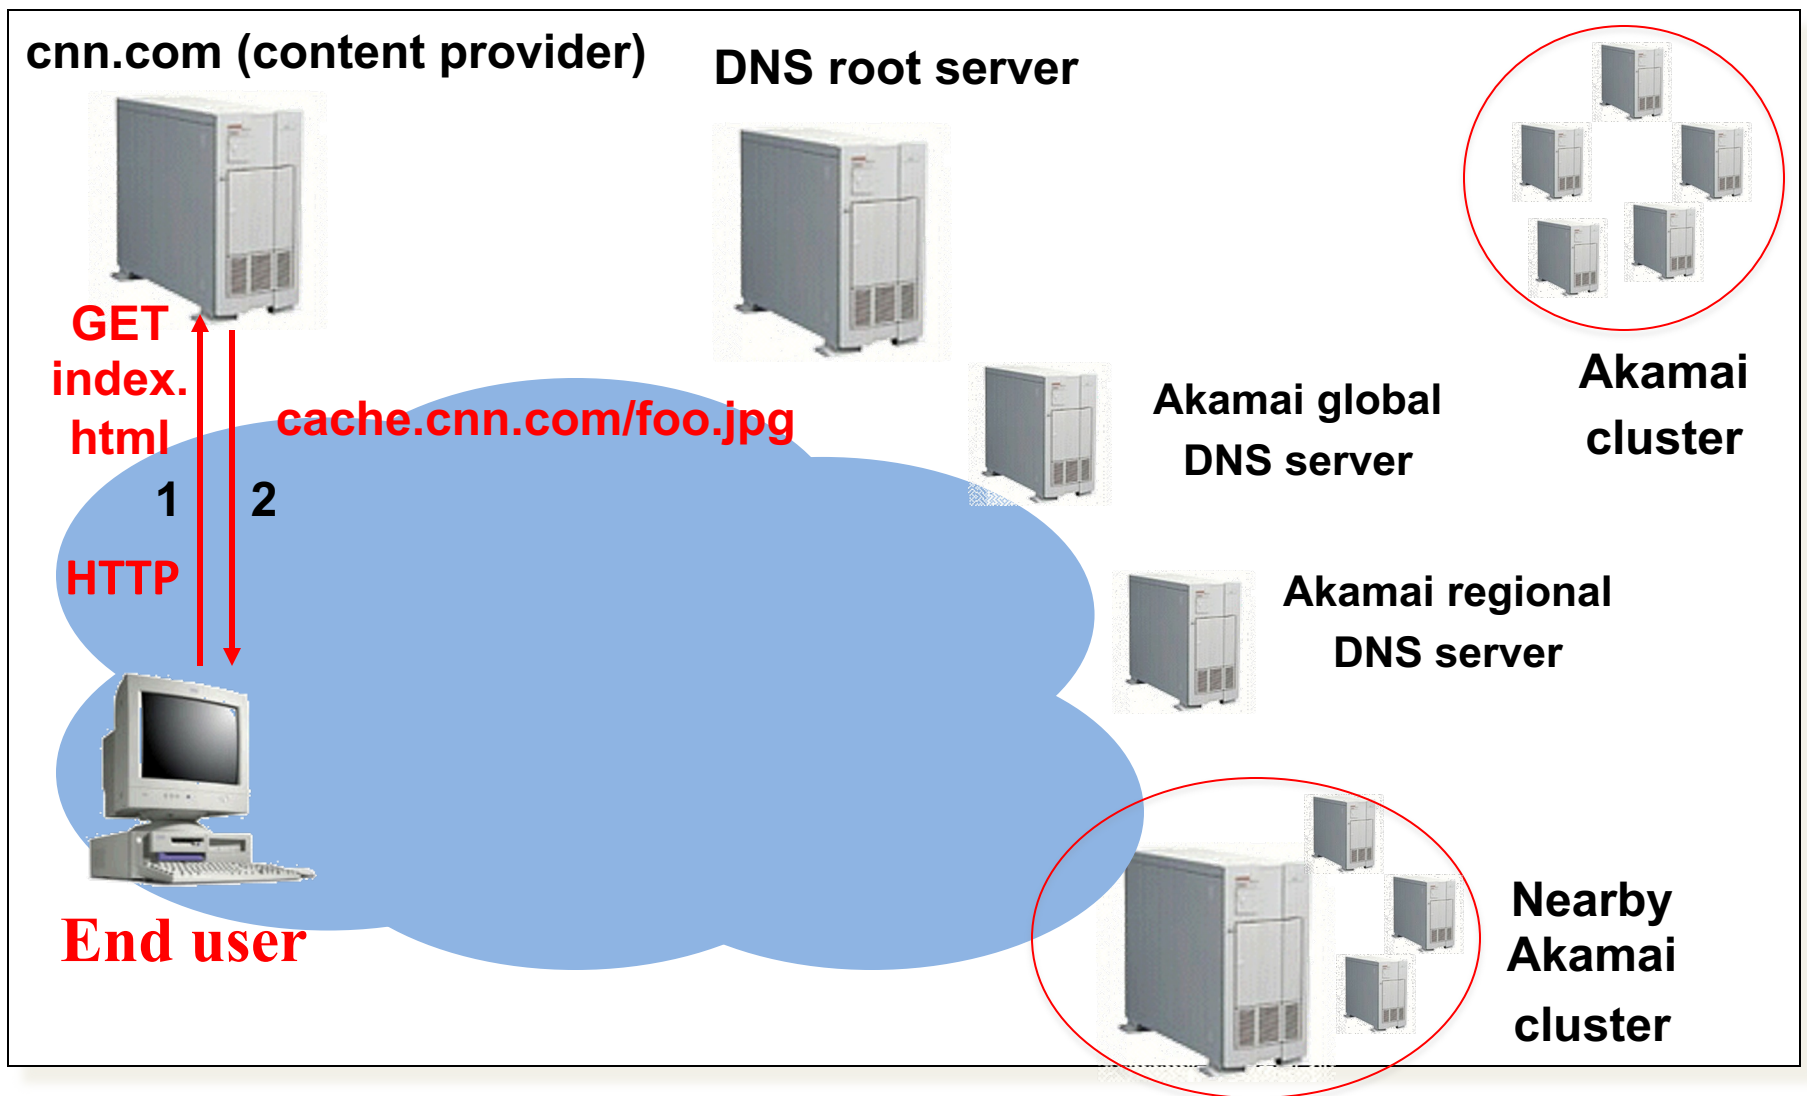 cnn.com (content provider)
DNS root server
GET
index.
html
cache.cnn.com/foo.jpg
1
2
HTTP
Akamai global
DNS server
Akamai
cluster
Akamai regional
DNS server
End user
Nearby
Akamai
cluster